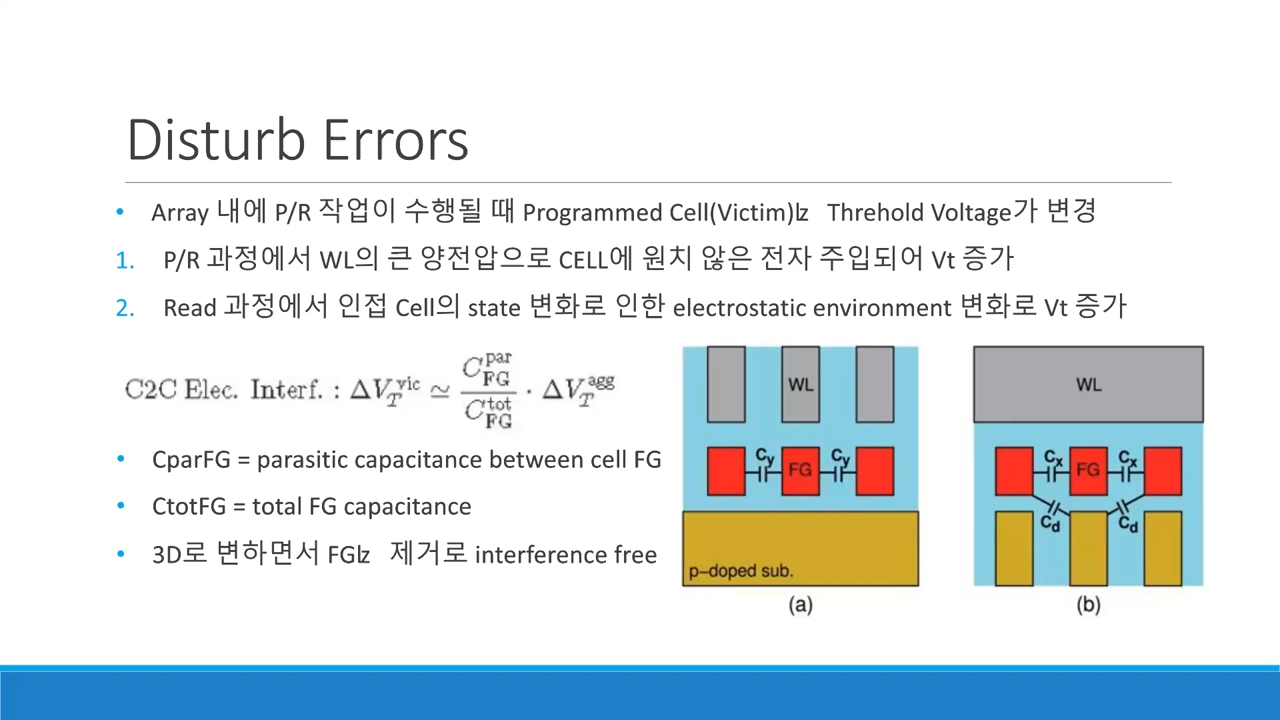 Disturb Errors
• Array 내에 P/R 작업이 수행될 때 Programmed Cell(Victim) Threhold Voltage가 변경
1. P/R 과정에서 WL의 큰 양전압으로 CELL에 원치 않은 전자 주입되어 Vt 증가
2. Read 과정에서 인접 Cell의 state 변화로 인한 electrostatic environment 변화로 Vt 증가
C2C Elec. Interf. : ΔV_T^vic ≃ C_FG^par / C_FG^tot · ΔV_T^agg
• CparFG = parasitic capacitance between cell FG
• CtotFG = total FG capacitance
• 3D로 변하면서 FG 제거로 interference free
WL
Cy FG Cy
p-doped sub.
(a)
WL
Cx FG Cx
Cd Cd
(b)